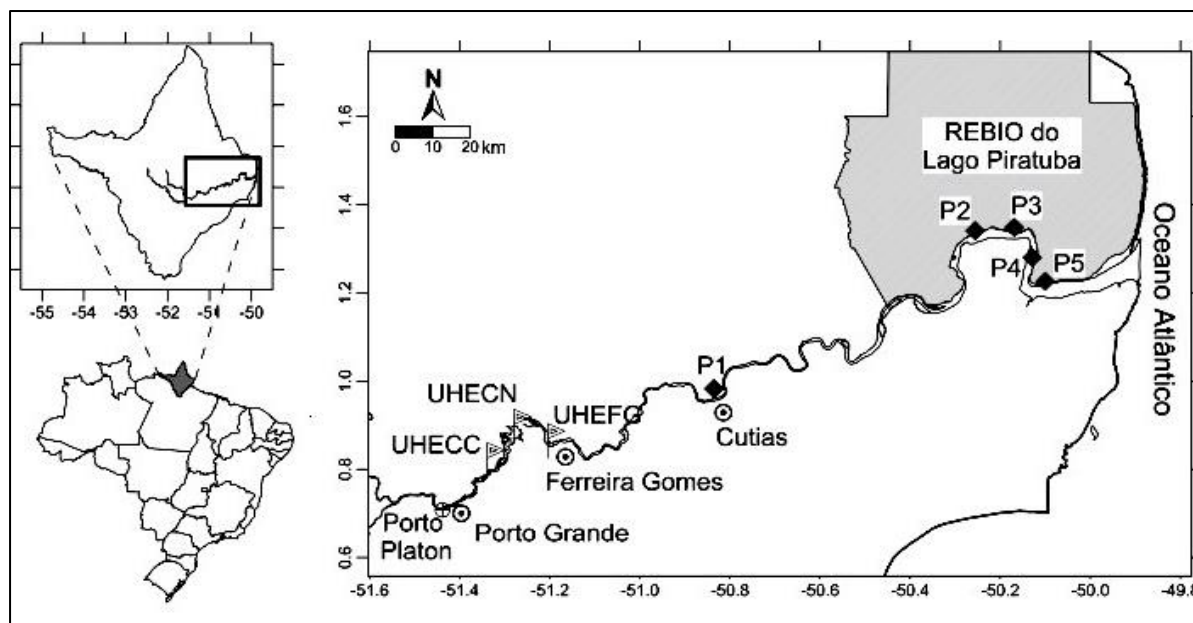 -55 -54 -53 -52 -51 -50
N
0 10 20 km
1.6
1.4
1.2
1.0
0.8
0.6
REBIO do
Lago Piratuba
P2
P3
P4
P5
Oceano Atlântico
P1
Cutias
UHECN
UHEFG
UHECC
Ferreira Gomes
Porto
Platon
Porto Grande
-51.6 -51.4 -51.2 -51.0 -50.8 -50.6 -50.4 -50.2 -50.0 -49.8